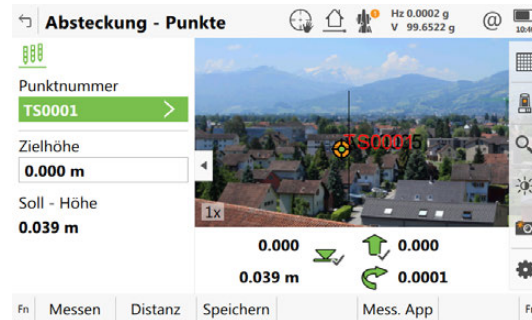 Absteckung - Punkte
Hz 0.0002 g
V 99.6522 g
@
Punktnummer
TS0001
Zielhöhe
0.000 m
Soll - Höhe
0.039 m
1x
0.000
0.000
0.039 m
0.0001
Fn Messen Distanz Speichern Mess. App